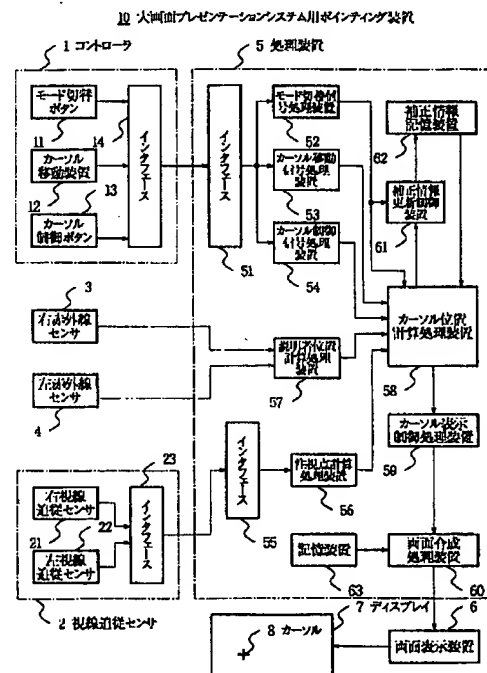 10 大画面プレゼンテーションシステム用ポインティング装置
1 コントローラ
モード切替
ボタン
11
14
カーソル
移動装置
12
13
カーソル
制御ボタン
インタフェース
5 処理装置
インタフェース
51
モード切替信
号処理装置
52
カーソル移動
信号処理装置
53
カーソル制御
信号処理装置
54
補正情報
記憶装置
62
補正情報
更新制御
装置
61
3
右赤外線
センサ
左赤外線
センサ
4
説明者位置
計算処理
装置
57
カーソル位置
計算処理装置
58
カーソル表示
制御処理装置
59
23
右視線
追従センサ
21
22
左視線
追従センサ
インタフェース
2 視線追従センサ
インタフェース
55
注視点計算
処理装置
56
記憶装置
63
画面合成
処理装置
60
7 ディスプレイ
6
8 カーソル
画面表示装置